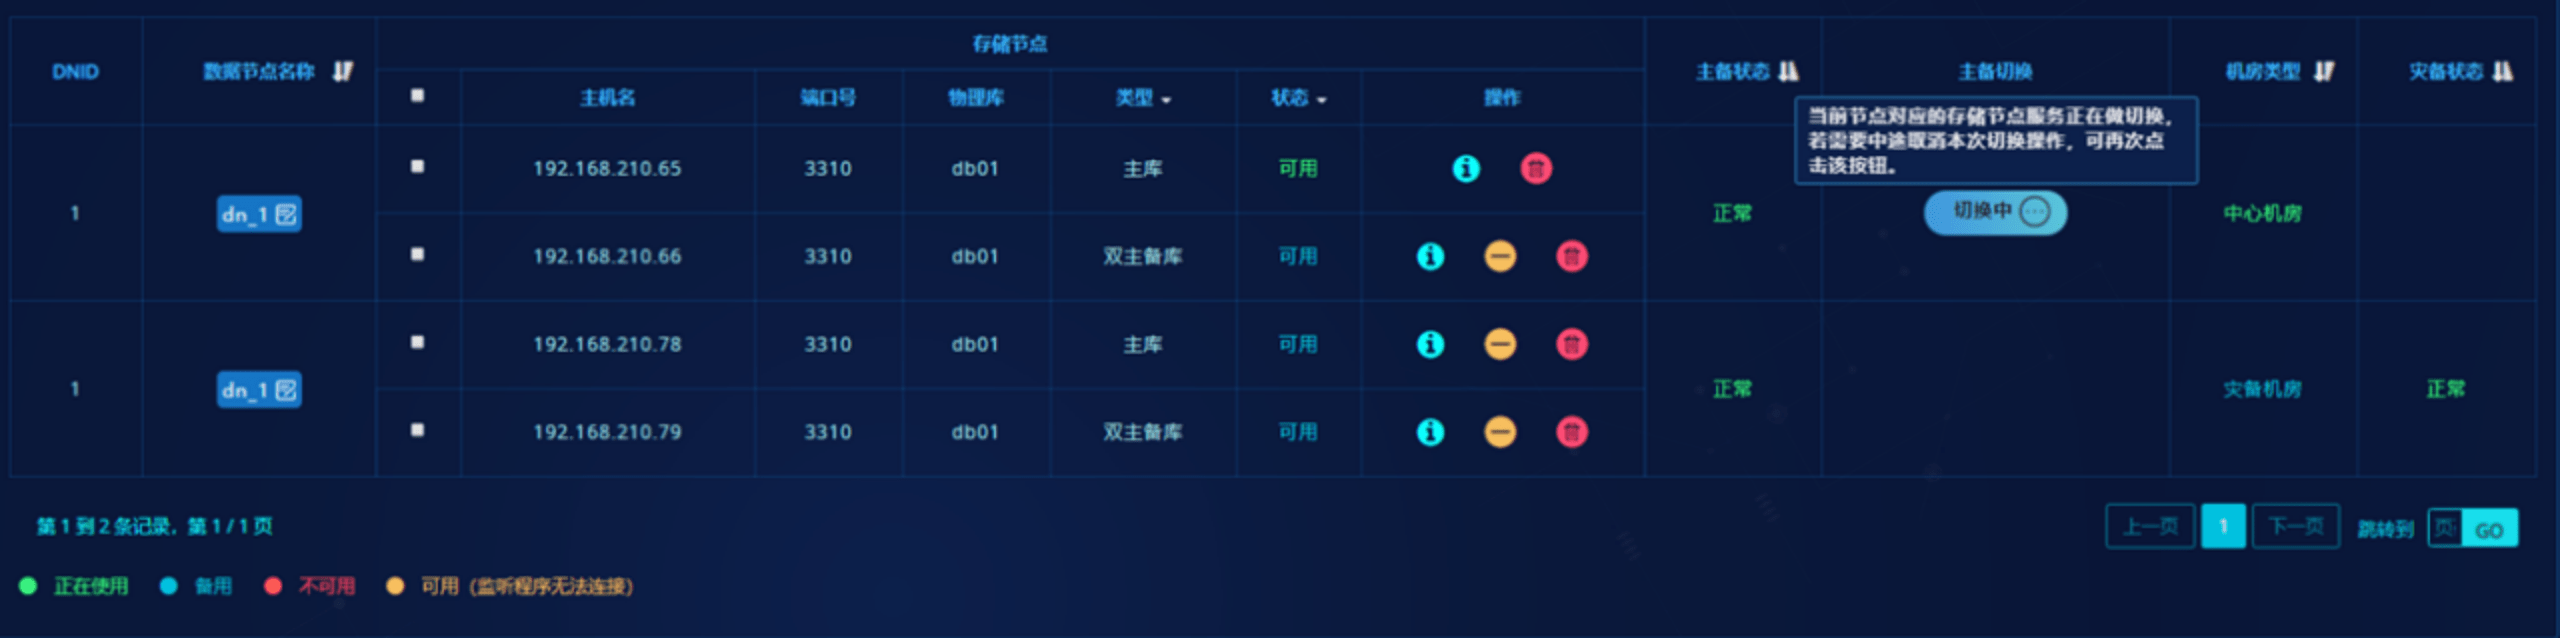 存储节点
DNID 数据节点名称 主机名 端口号 物理库 类型 状态 操作 主备状态 主备切换 机房类型 灾备状态
当前节点对应的存储节点服务正在做切换，
若需要中途取消本次切换操作，可再次点
击该按钮。
1 dn_1 192.168.210.65 3310 db01 主库 可用 正常 切换中 中心机房
192.168.210.66 3310 db01 双主备库 可用
1 dn_1 192.168.210.78 3310 db01 主库 可用 正常 灾备机房 正常
192.168.210.79 3310 db01 双主备库 可用
第 1 到 2 条记录，第 1 / 1 页 上一页 1 下一页 跳转到 页 GO
正在使用 备用 不可用 可用（监听程序无法连接）